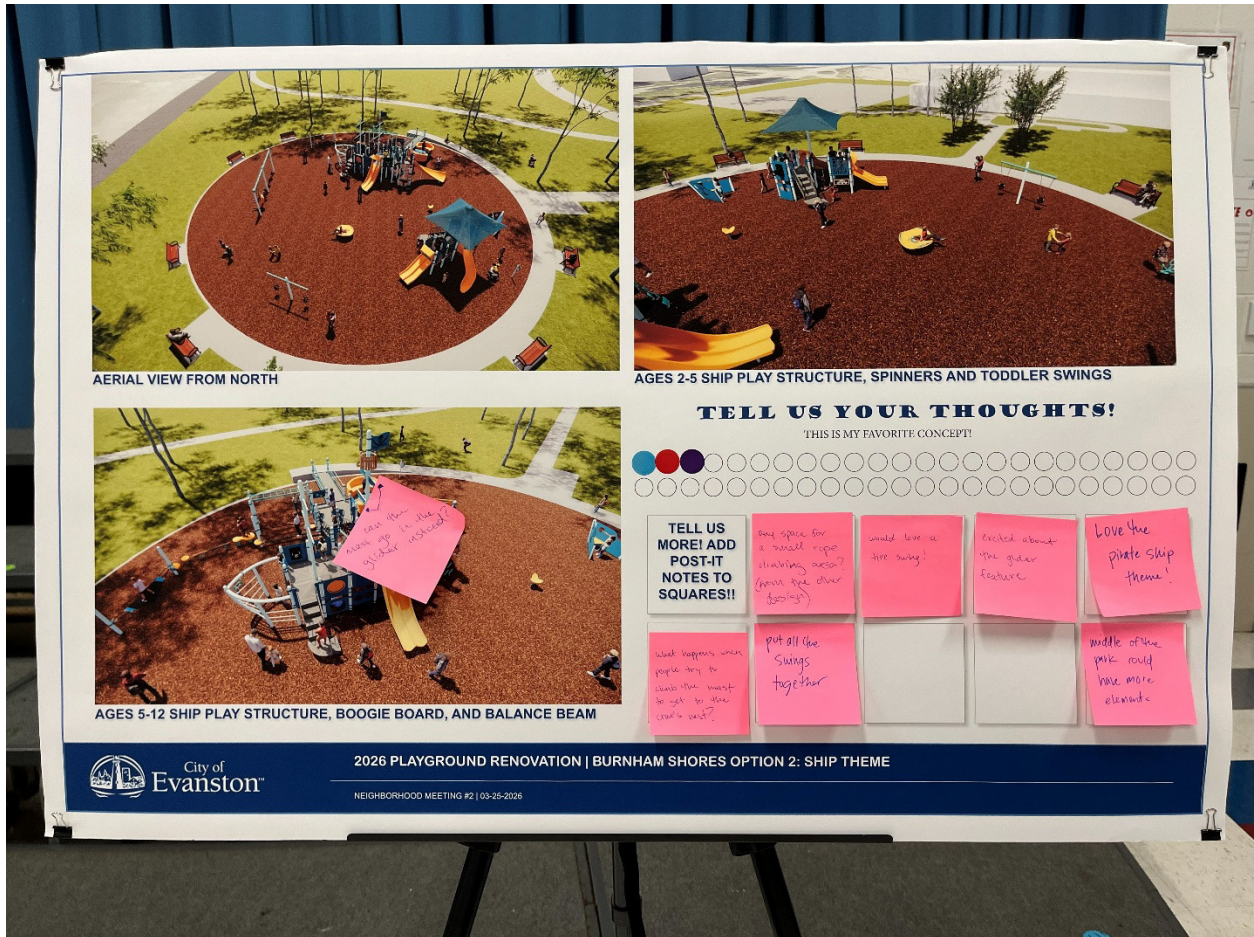 AERIAL VIEW FROM NORTH
AGES 2-5 SHIP PLAY STRUCTURE, SPINNERS AND TODDLER SWINGS
can the
mast go in the
glider instead?
AGES 5-12 SHIP PLAY STRUCTURE, BOOGIE BOARD, AND BALANCE BEAM
TELL US YOUR THOUGHTS!
THIS IS MY FAVORITE CONCEPT!
TELL US
MORE! ADD
POST-IT
NOTES TO
SQUARES!!
any space for
a small rope
climbing area?
(from the other
design)
would love a
tire swing!
excited about
the glider
feature
Love the
pirate ship
theme!
what happens when
people try to
climb the mast
to get to the
crow's nest?
put all the
swings
together
middle of the
park could
have more
elements
City of
Evanston™
2026 PLAYGROUND RENOVATION | BURNHAM SHORES OPTION 2: SHIP THEME
NEIGHBORHOOD MEETING #2 | 03-25-2026